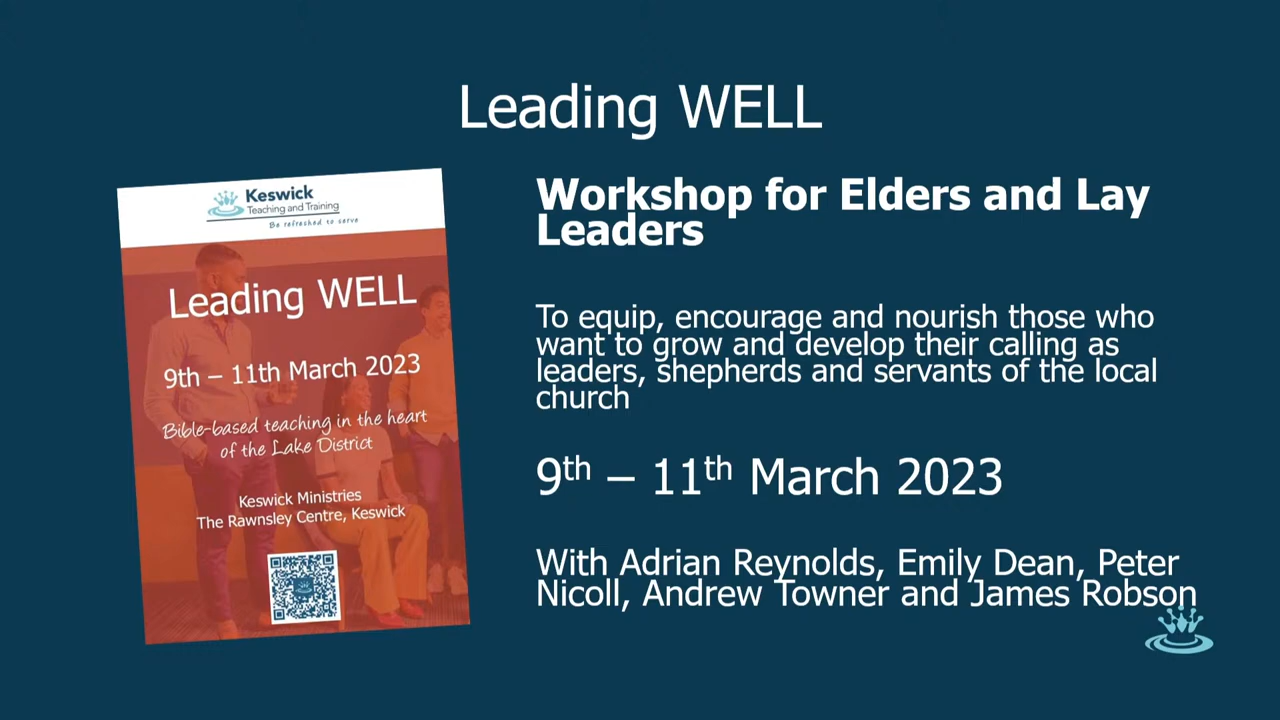 Leading WELL
Keswick
Teaching and Training
Be refreshed to serve
Leading WELL
9th – 11th March 2023
Bible-based teaching in the heart
of the Lake District
Keswick Ministries
The Rawnsley Centre, Keswick
Workshop for Elders and Lay
Leaders
To equip, encourage and nourish those who
want to grow and develop their calling as
leaders, shepherds and servants of the local
church
9th – 11th March 2023
With Adrian Reynolds, Emily Dean, Peter
Nicoll, Andrew Towner and James Robson